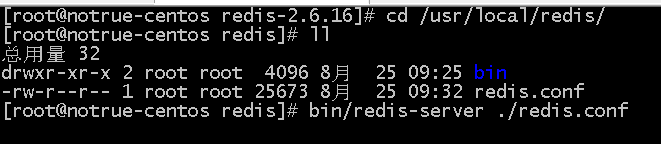 [root@notrue-centos redis-2.6.16]# cd /usr/local/redis/
[root@notrue-centos redis]# ll
总用量 32
drwxr-xr-x 2 root root  4096 8月  25 09:25 bin
-rw-r--r-- 1 root root 25673 8月  25 09:32 redis.conf
[root@notrue-centos redis]# bin/redis-server ./redis.conf